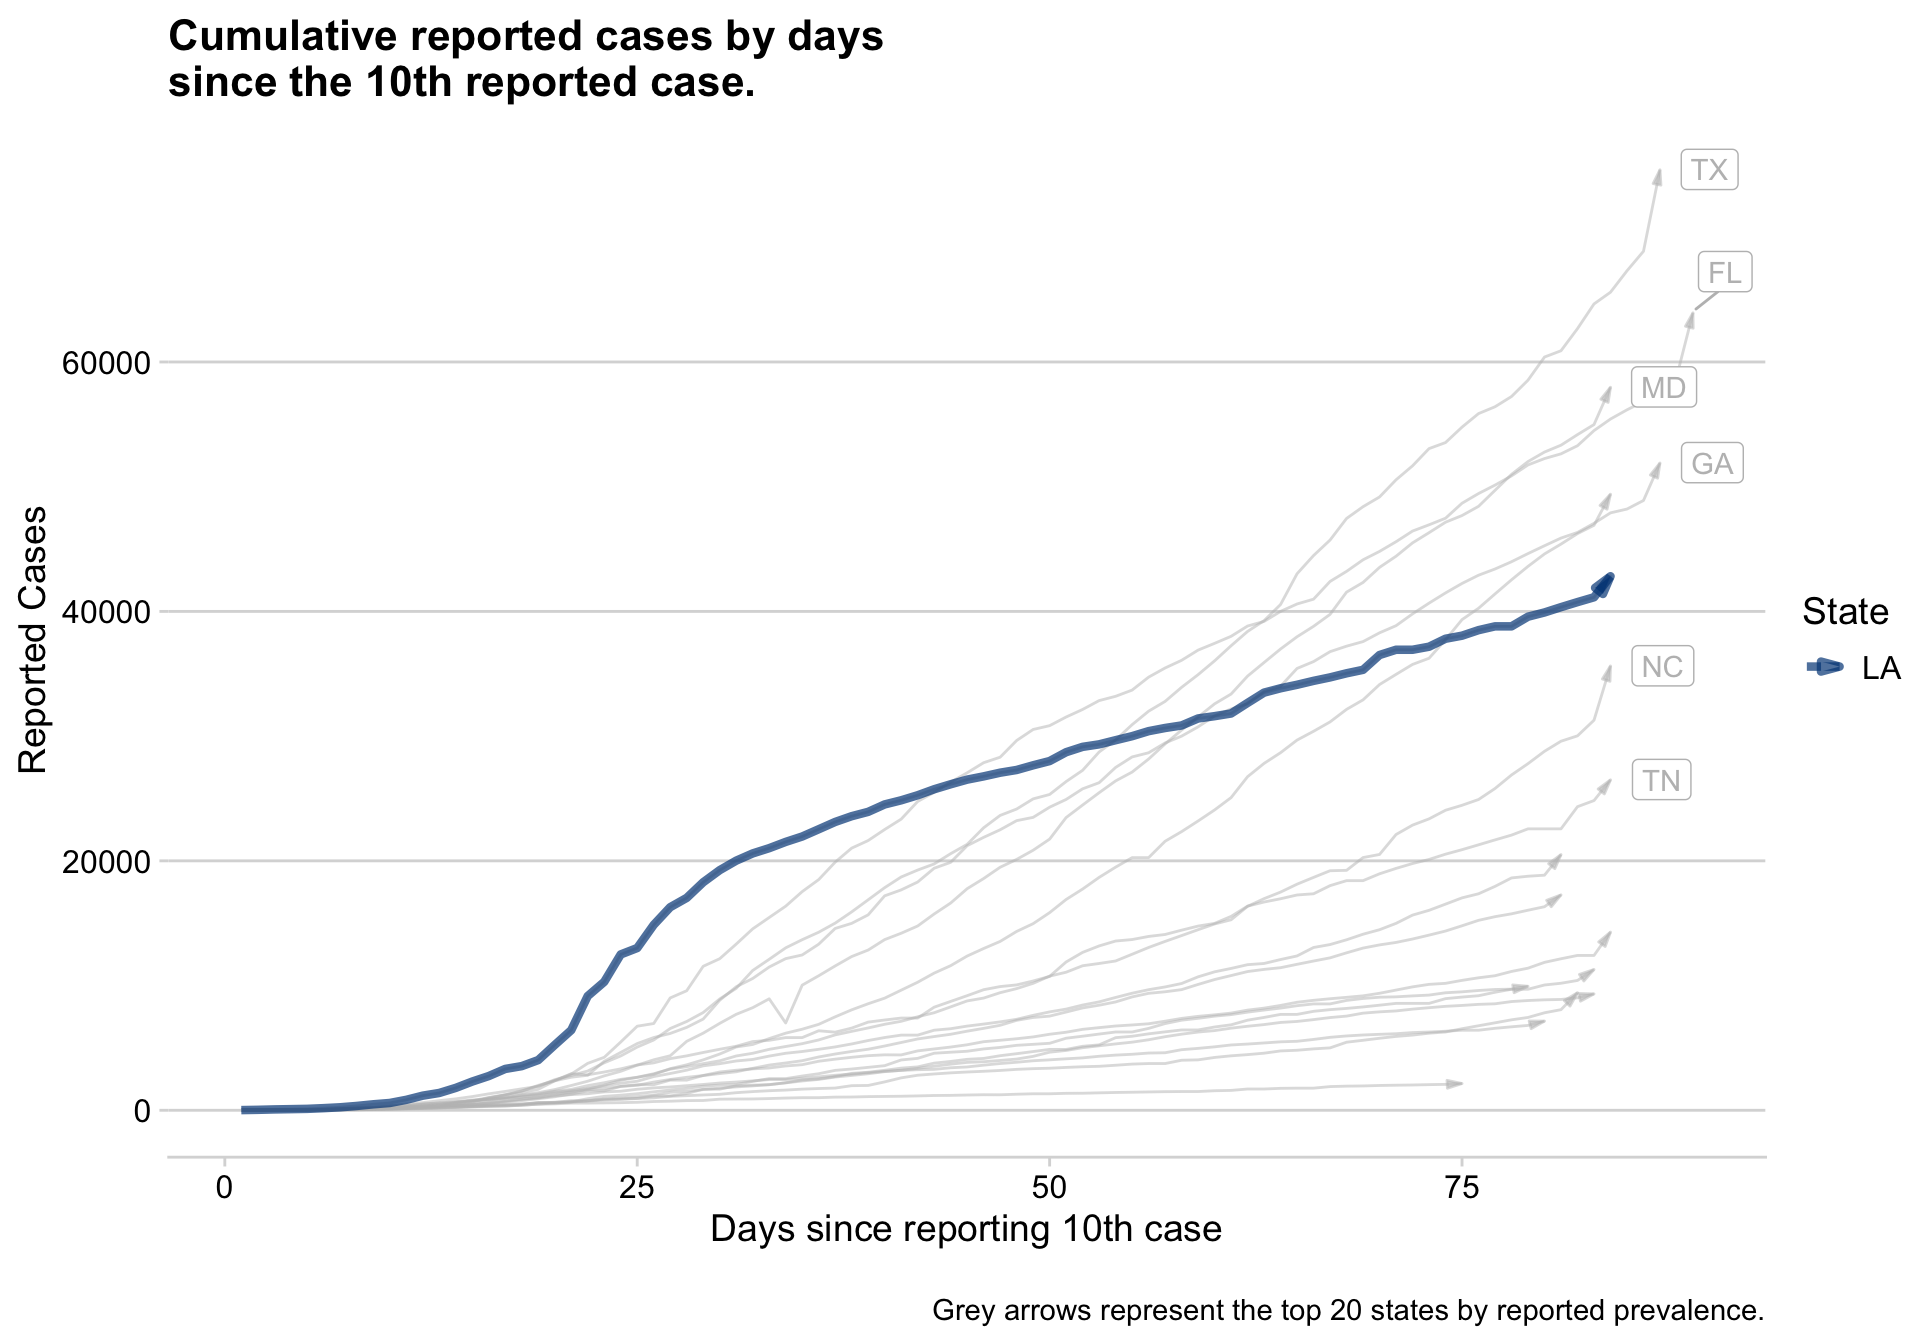 Cumulative reported cases by days
since the 10th reported case.
TX
FL
60000
MD
GA
Reported Cases
40000
State
LA
NC
TN
20000
0
0
25
50
75
Days since reporting 10th case
Grey arrows represent the top 20 states by reported prevalence.